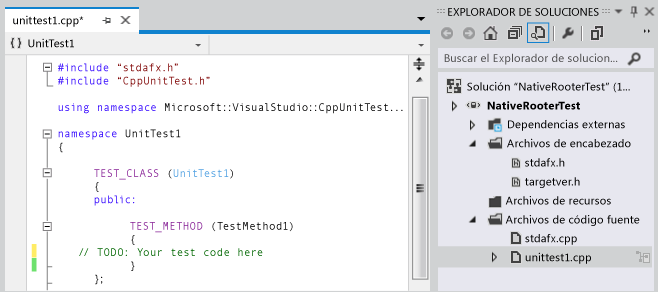 unittest1.cpp*
{ } UnitTest1
#include "stdafx.h"
#include "CppUnitTest.h"
using namespace Microsoft::VisualStudio::CppUnitTest...
namespace UnitTest1
{
TEST_CLASS (UnitTest1)
{
public:
TEST_METHOD (TestMethod1)
{
// TODO: Your test code here
}
};
EXPLORADOR DE SOLUCIONES
Buscar el Explorador de solucion...
Solución "NativeRooterTest" (1...
NativeRooterTest
Dependencias externas
Archivos de encabezado
stdafx.h
targetver.h
Archivos de recursos
Archivos de código fuente
stdafx.cpp
unittest1.cpp